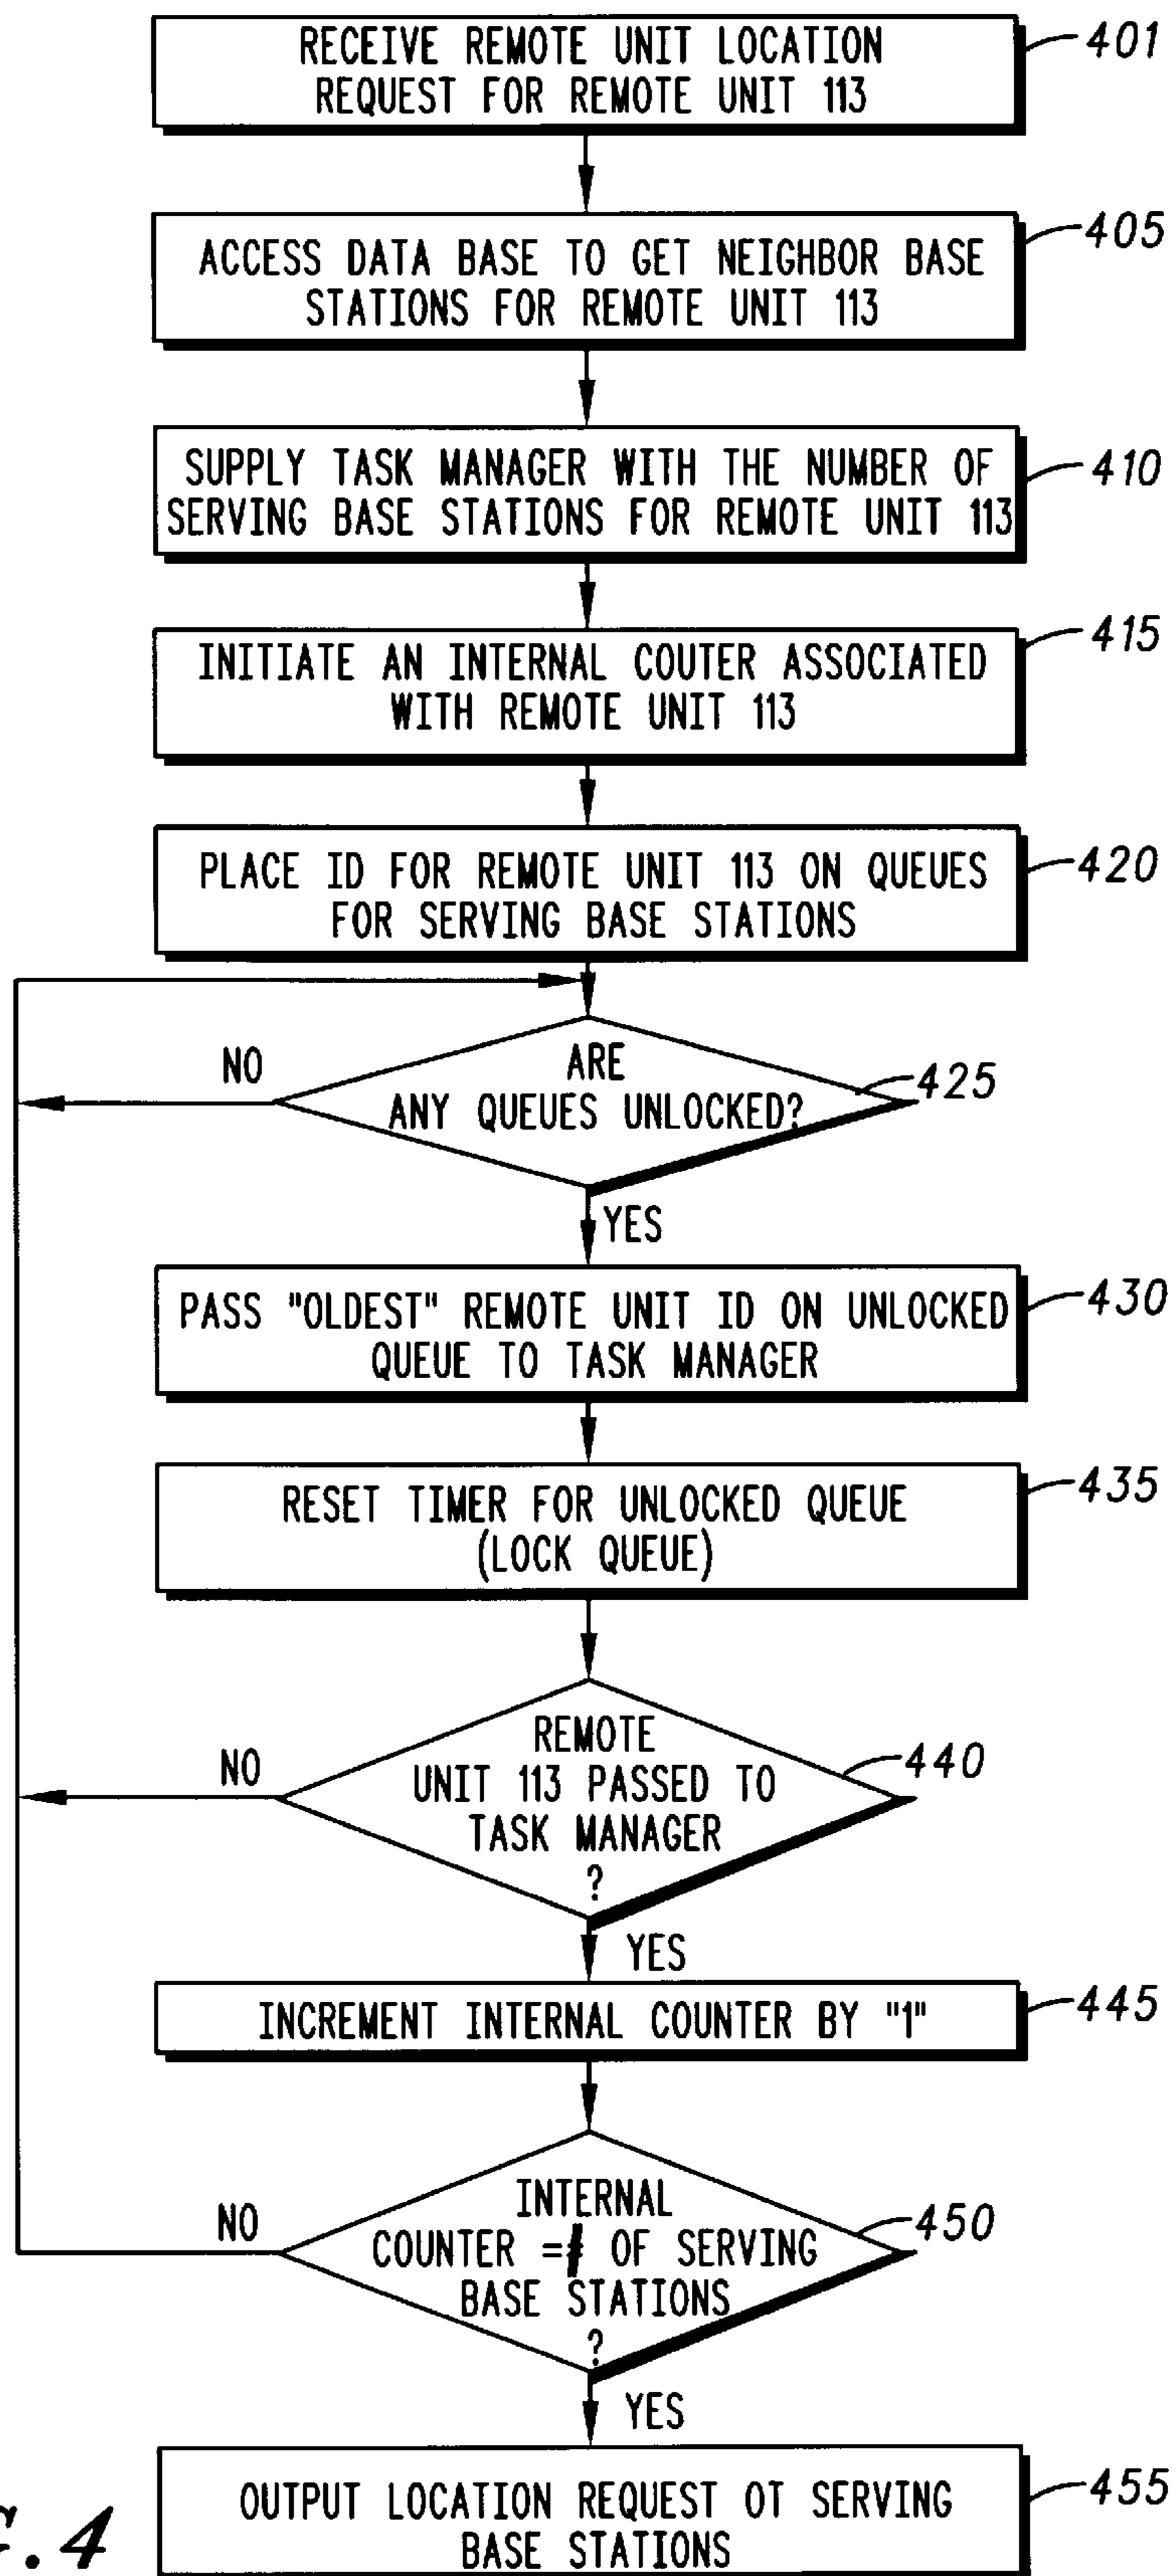 RECEIVE REMOTE UNIT LOCATION
REQUEST FOR REMOTE UNIT 113
401
ACCESS DATA BASE TO GET NEIGHBOR BASE
STATIONS FOR REMOTE UNIT 113
405
SUPPLY TASK MANAGER WITH THE NUMBER OF
SERVING BASE STATIONS FOR REMOTE UNIT 113
410
INITIATE AN INTERNAL COUTER ASSOCIATED
WITH REMOTE UNIT 113
415
PLACE ID FOR REMOTE UNIT 113 ON QUEUES
FOR SERVING BASE STATIONS
420
NO
ARE
ANY QUEUES UNLOCKED?
425
YES
PASS "OLDEST" REMOTE UNIT ID ON UNLOCKED
QUEUE TO TASK MANAGER
430
RESET TIMER FOR UNLOCKED QUEUE
(LOCK QUEUE)
435
NO
REMOTE
UNIT 113 PASSED TO
TASK MANAGER
?
440
YES
INCREMENT INTERNAL COUNTER BY "1"
445
NO
INTERNAL
COUNTER =# OF SERVING
BASE STATIONS
?
450
YES
OUTPUT LOCATION REQUEST OT SERVING
BASE STATIONS
455
G.4